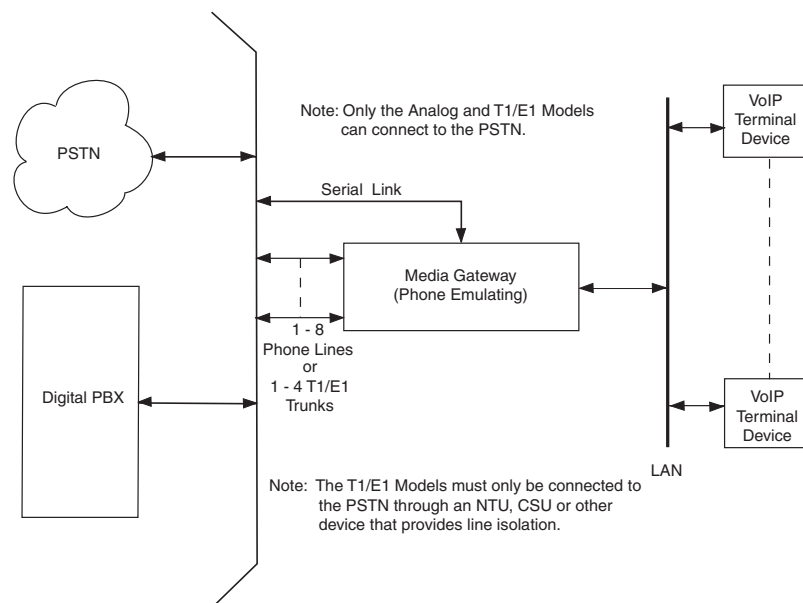 Note: Only the Analog and T1/E1 Models
can connect to the PSTN.
VoIP
Terminal
Device
PSTN
Serial Link
Media Gateway
(Phone Emulating)
1 - 8
Phone Lines
or
1 - 4 T1/E1
Trunks
Digital PBX
VoIP
Terminal
Device
LAN
Note: The T1/E1 Models must only be connected to
the PSTN through an NTU, CSU or other
device that provides line isolation.